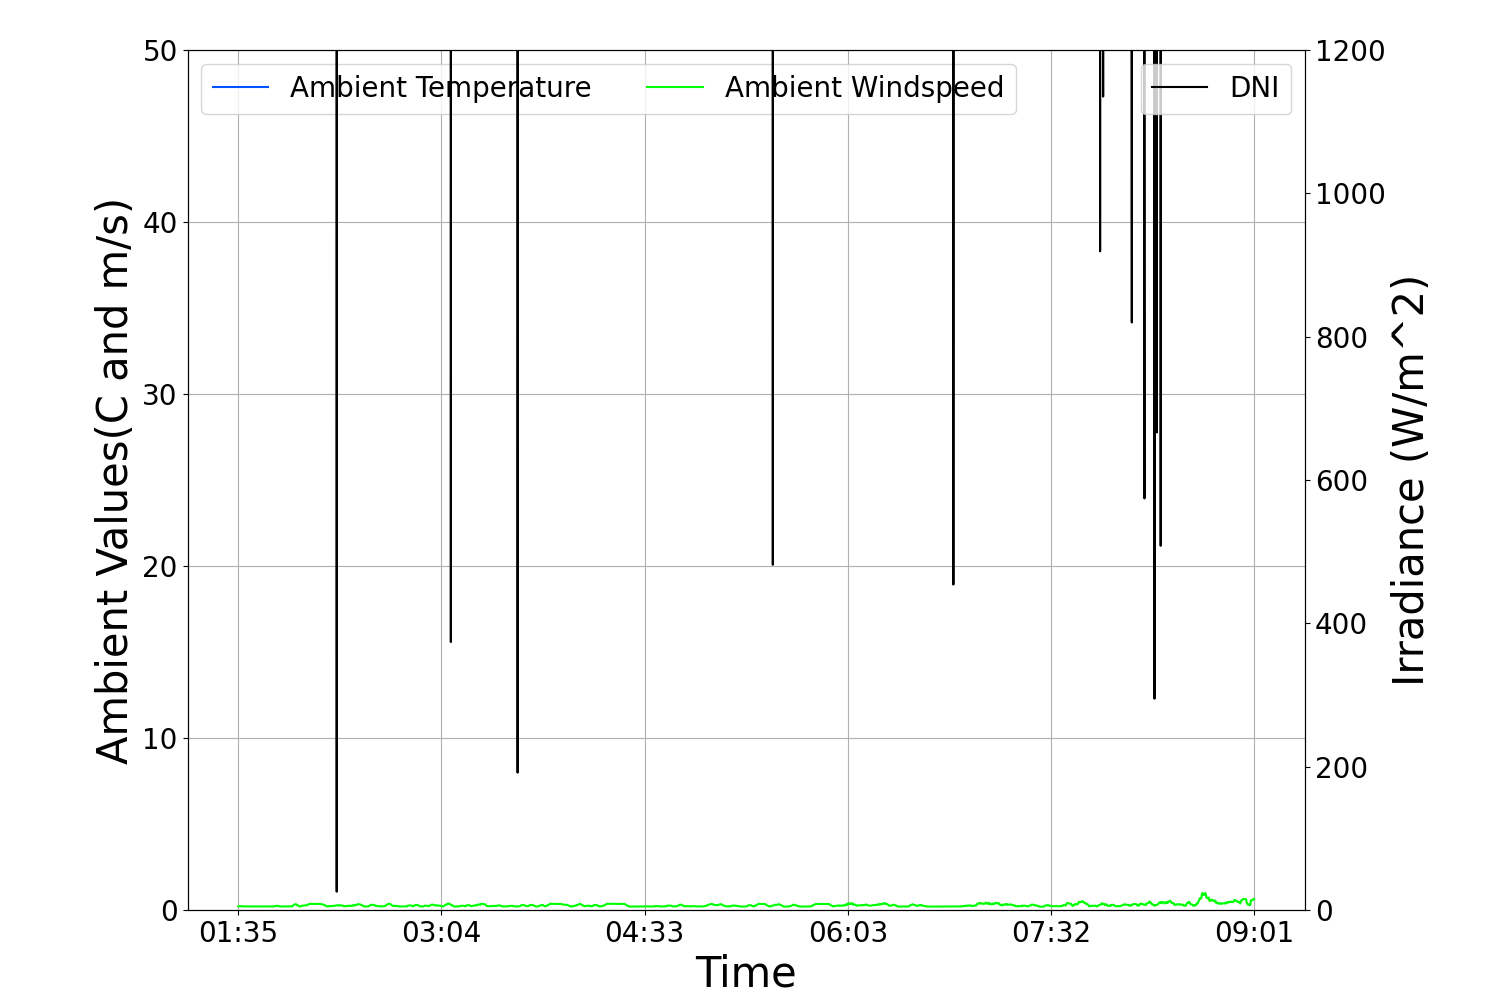 Ambient Temperature
Ambient Windspeed
DNI
Ambient Values(C and m/s)
50
40
30
20
10
0
1200
1000
800
600
400
200
0
Irradiance (W/m^2)
01:35 03:04 04:33 06:03 07:32 09:01
Time